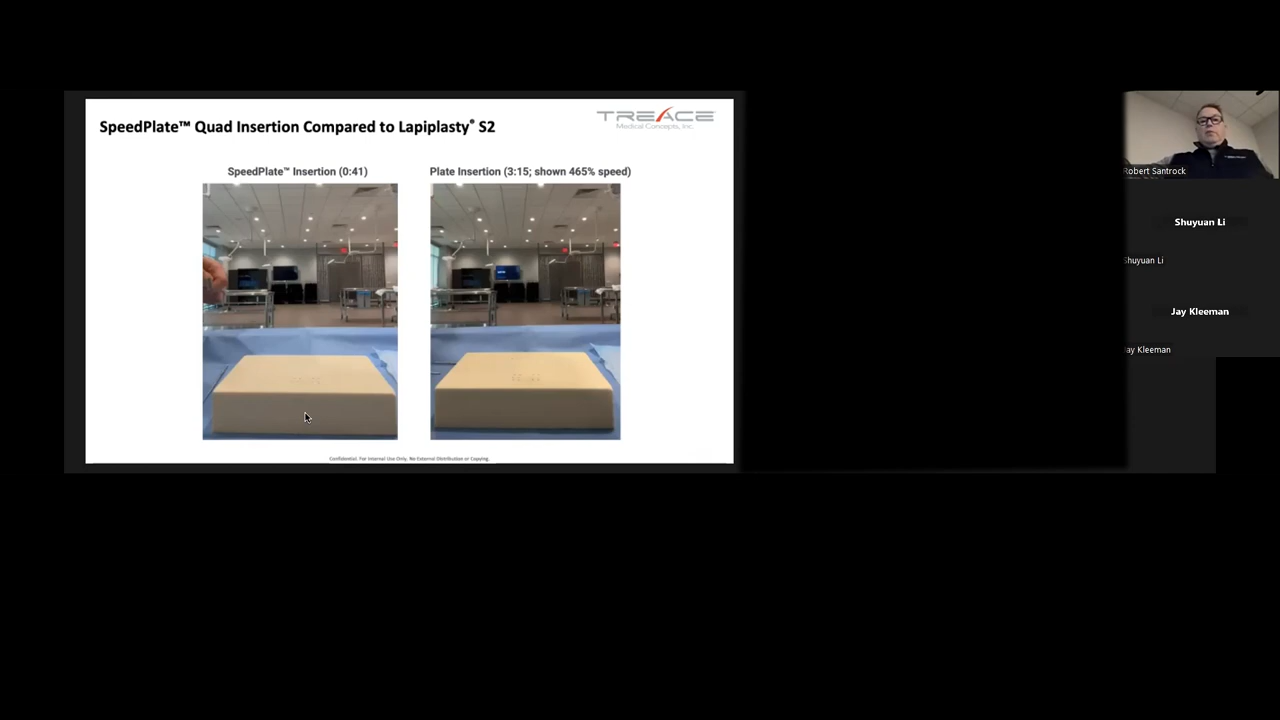 SpeedPlate™ Quad Insertion Compared to Lapiplasty® S2
TREACE
Medical Concepts, Inc.
SpeedPlate™ Insertion (0:41)
Plate Insertion (3:15; shown 465% speed)
Confidential. For Internal Use Only. No External Distribution or Copying.
Robert Santrock
Shuyuan Li
Shuyuan Li
Jay Kleeman
Jay Kleeman